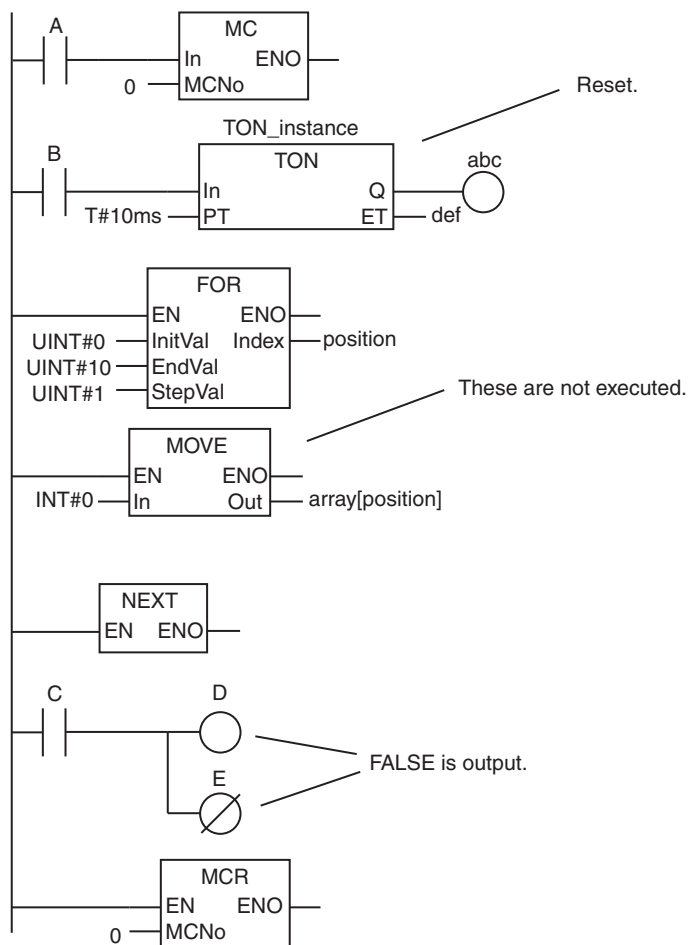 A
MC
In ENO
0 MCNo
Reset.
TON_instance
B
TON
abc
In Q
T#10ms PT ET def
FOR
EN ENO
UINT#0 InitVal Index position
UINT#10 EndVal
UINT#1 StepVal
These are not executed.
MOVE
EN ENO
INT#0 In Out array[position]
NEXT
EN ENO
C D
FALSE is output.
E
MCR
EN ENO
0 MCNo